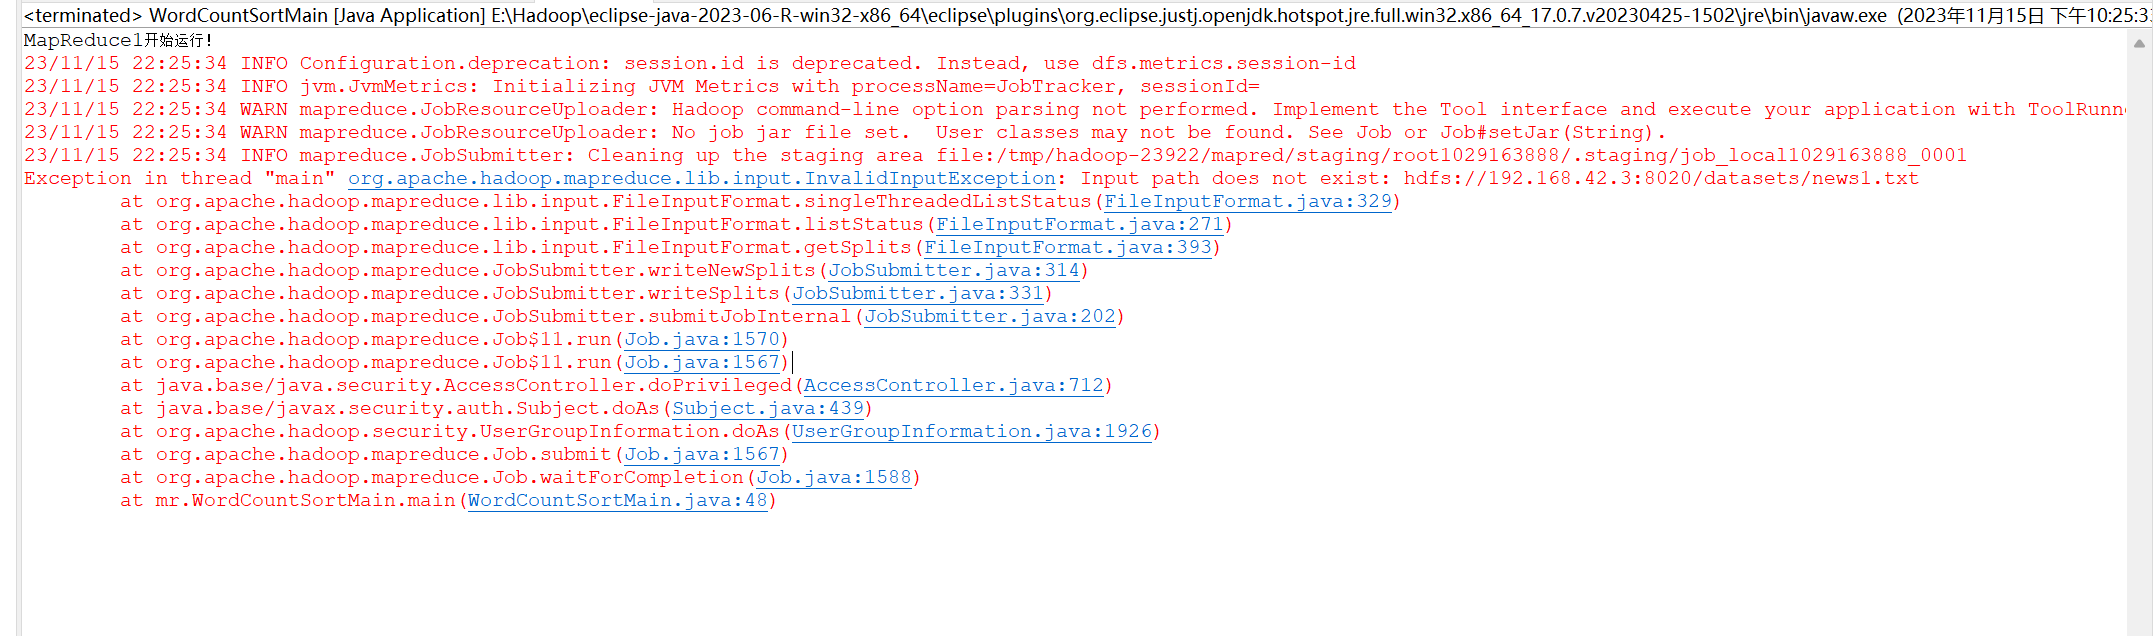 <terminated> WordCountSortMain [Java Application] E:\Hadoop\eclipse-java-2023-06-R-win32-x86_64\eclipse\plugins\org.eclipse.justj.openjdk.hotspot.jre.full.win32.x86_64_17.0.7.v20230425-1502\jre\bin\javaw.exe (2023年11月15日 下午10:25:3
MapReduce1开始运行!
23/11/15 22:25:34 INFO Configuration.deprecation: session.id is deprecated. Instead, use dfs.metrics.session-id
23/11/15 22:25:34 INFO jvm.JvmMetrics: Initializing JVM Metrics with processName=JobTracker, sessionId=
23/11/15 22:25:34 WARN mapreduce.JobResourceUploader: Hadoop command-line option parsing not performed. Implement the Tool interface and execute your application with ToolRunn
23/11/15 22:25:34 WARN mapreduce.JobResourceUploader: No job jar file set.  User classes may not be found. See Job or Job#setJar(String).
23/11/15 22:25:34 INFO mapreduce.JobSubmitter: Cleaning up the staging area file:/tmp/hadoop-23922/mapred/staging/root1029163888/.staging/job_local1029163888_0001
Exception in thread "main" org.apache.hadoop.mapreduce.lib.input.InvalidInputException: Input path does not exist: hdfs://192.168.42.3:8020/datasets/news1.txt
at org.apache.hadoop.mapreduce.lib.input.FileInputFormat.singleThreadedListStatus(FileInputFormat.java:329)
at org.apache.hadoop.mapreduce.lib.input.FileInputFormat.listStatus(FileInputFormat.java:271)
at org.apache.hadoop.mapreduce.lib.input.FileInputFormat.getSplits(FileInputFormat.java:393)
at org.apache.hadoop.mapreduce.JobSubmitter.writeNewSplits(JobSubmitter.java:314)
at org.apache.hadoop.mapreduce.JobSubmitter.writeSplits(JobSubmitter.java:331)
at org.apache.hadoop.mapreduce.JobSubmitter.submitJobInternal(JobSubmitter.java:202)
at org.apache.hadoop.mapreduce.Job$11.run(Job.java:1570)
at org.apache.hadoop.mapreduce.Job$11.run(Job.java:1567)
at java.base/java.security.AccessController.doPrivileged(AccessController.java:712)
at java.base/javax.security.auth.Subject.doAs(Subject.java:439)
at org.apache.hadoop.security.UserGroupInformation.doAs(UserGroupInformation.java:1926)
at org.apache.hadoop.mapreduce.Job.submit(Job.java:1567)
at org.apache.hadoop.mapreduce.Job.waitForCompletion(Job.java:1588)
at mr.WordCountSortMain.main(WordCountSortMain.java:48)